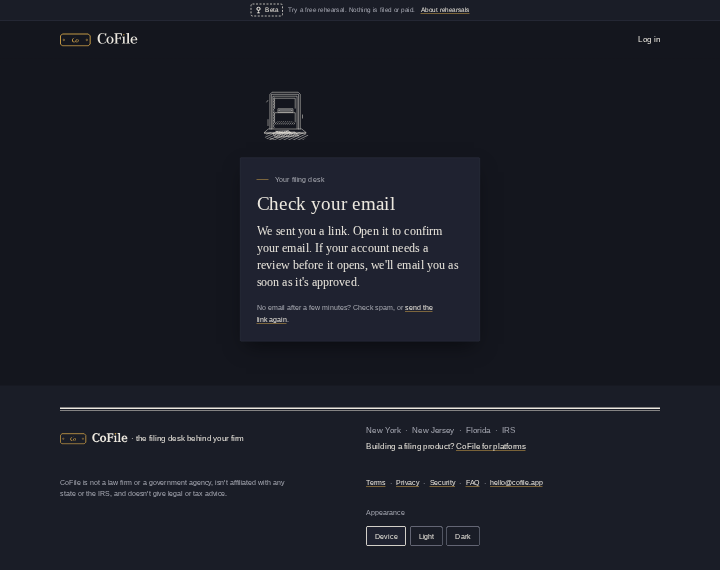 Beta Try a free rehearsal. Nothing is filed or paid. About rehearsals
Co CoFile
Log in
Your filing desk
Check your email
We sent you a link. Open it to confirm
your email. If your account needs a
review before it opens, we'll email you as
soon as it's approved.
No email after a few minutes? Check spam, or send the
link again.
Co CoFile · the filing desk behind your firm
CoFile is not a law firm or a government agency, isn't affiliated with any
state or the IRS, and doesn't give legal or tax advice.
New York · New Jersey · Florida · IRS
Building a filing product? CoFile for platforms
Terms · Privacy · Security · FAQ · hello@cofile.app
Appearance
Device Light Dark